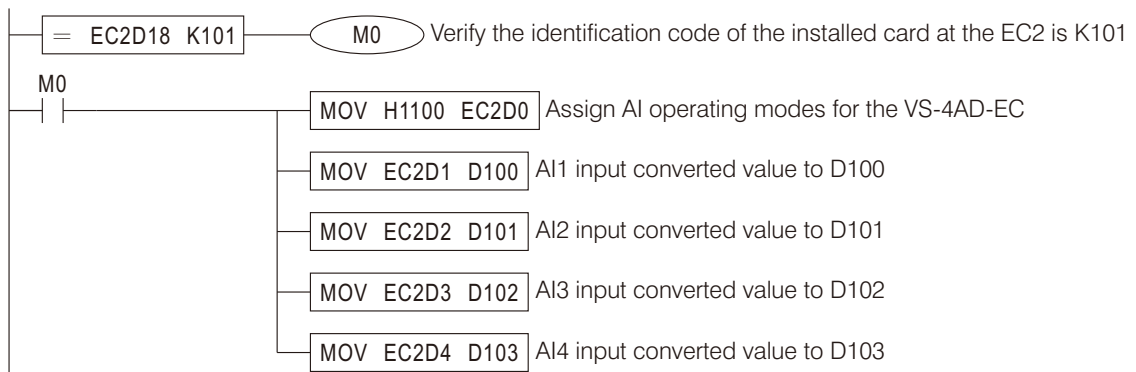 = EC2D18 K101 M0 Verify the identification code of the installed card at the EC2 is K101
M0
MOV H1100 EC2D0 Assign AI operating modes for the VS-4AD-EC
MOV EC2D1 D100 AI1 input converted value to D100
MOV EC2D2 D101 AI2 input converted value to D101
MOV EC2D3 D102 AI3 input converted value to D102
MOV EC2D4 D103 AI4 input converted value to D103